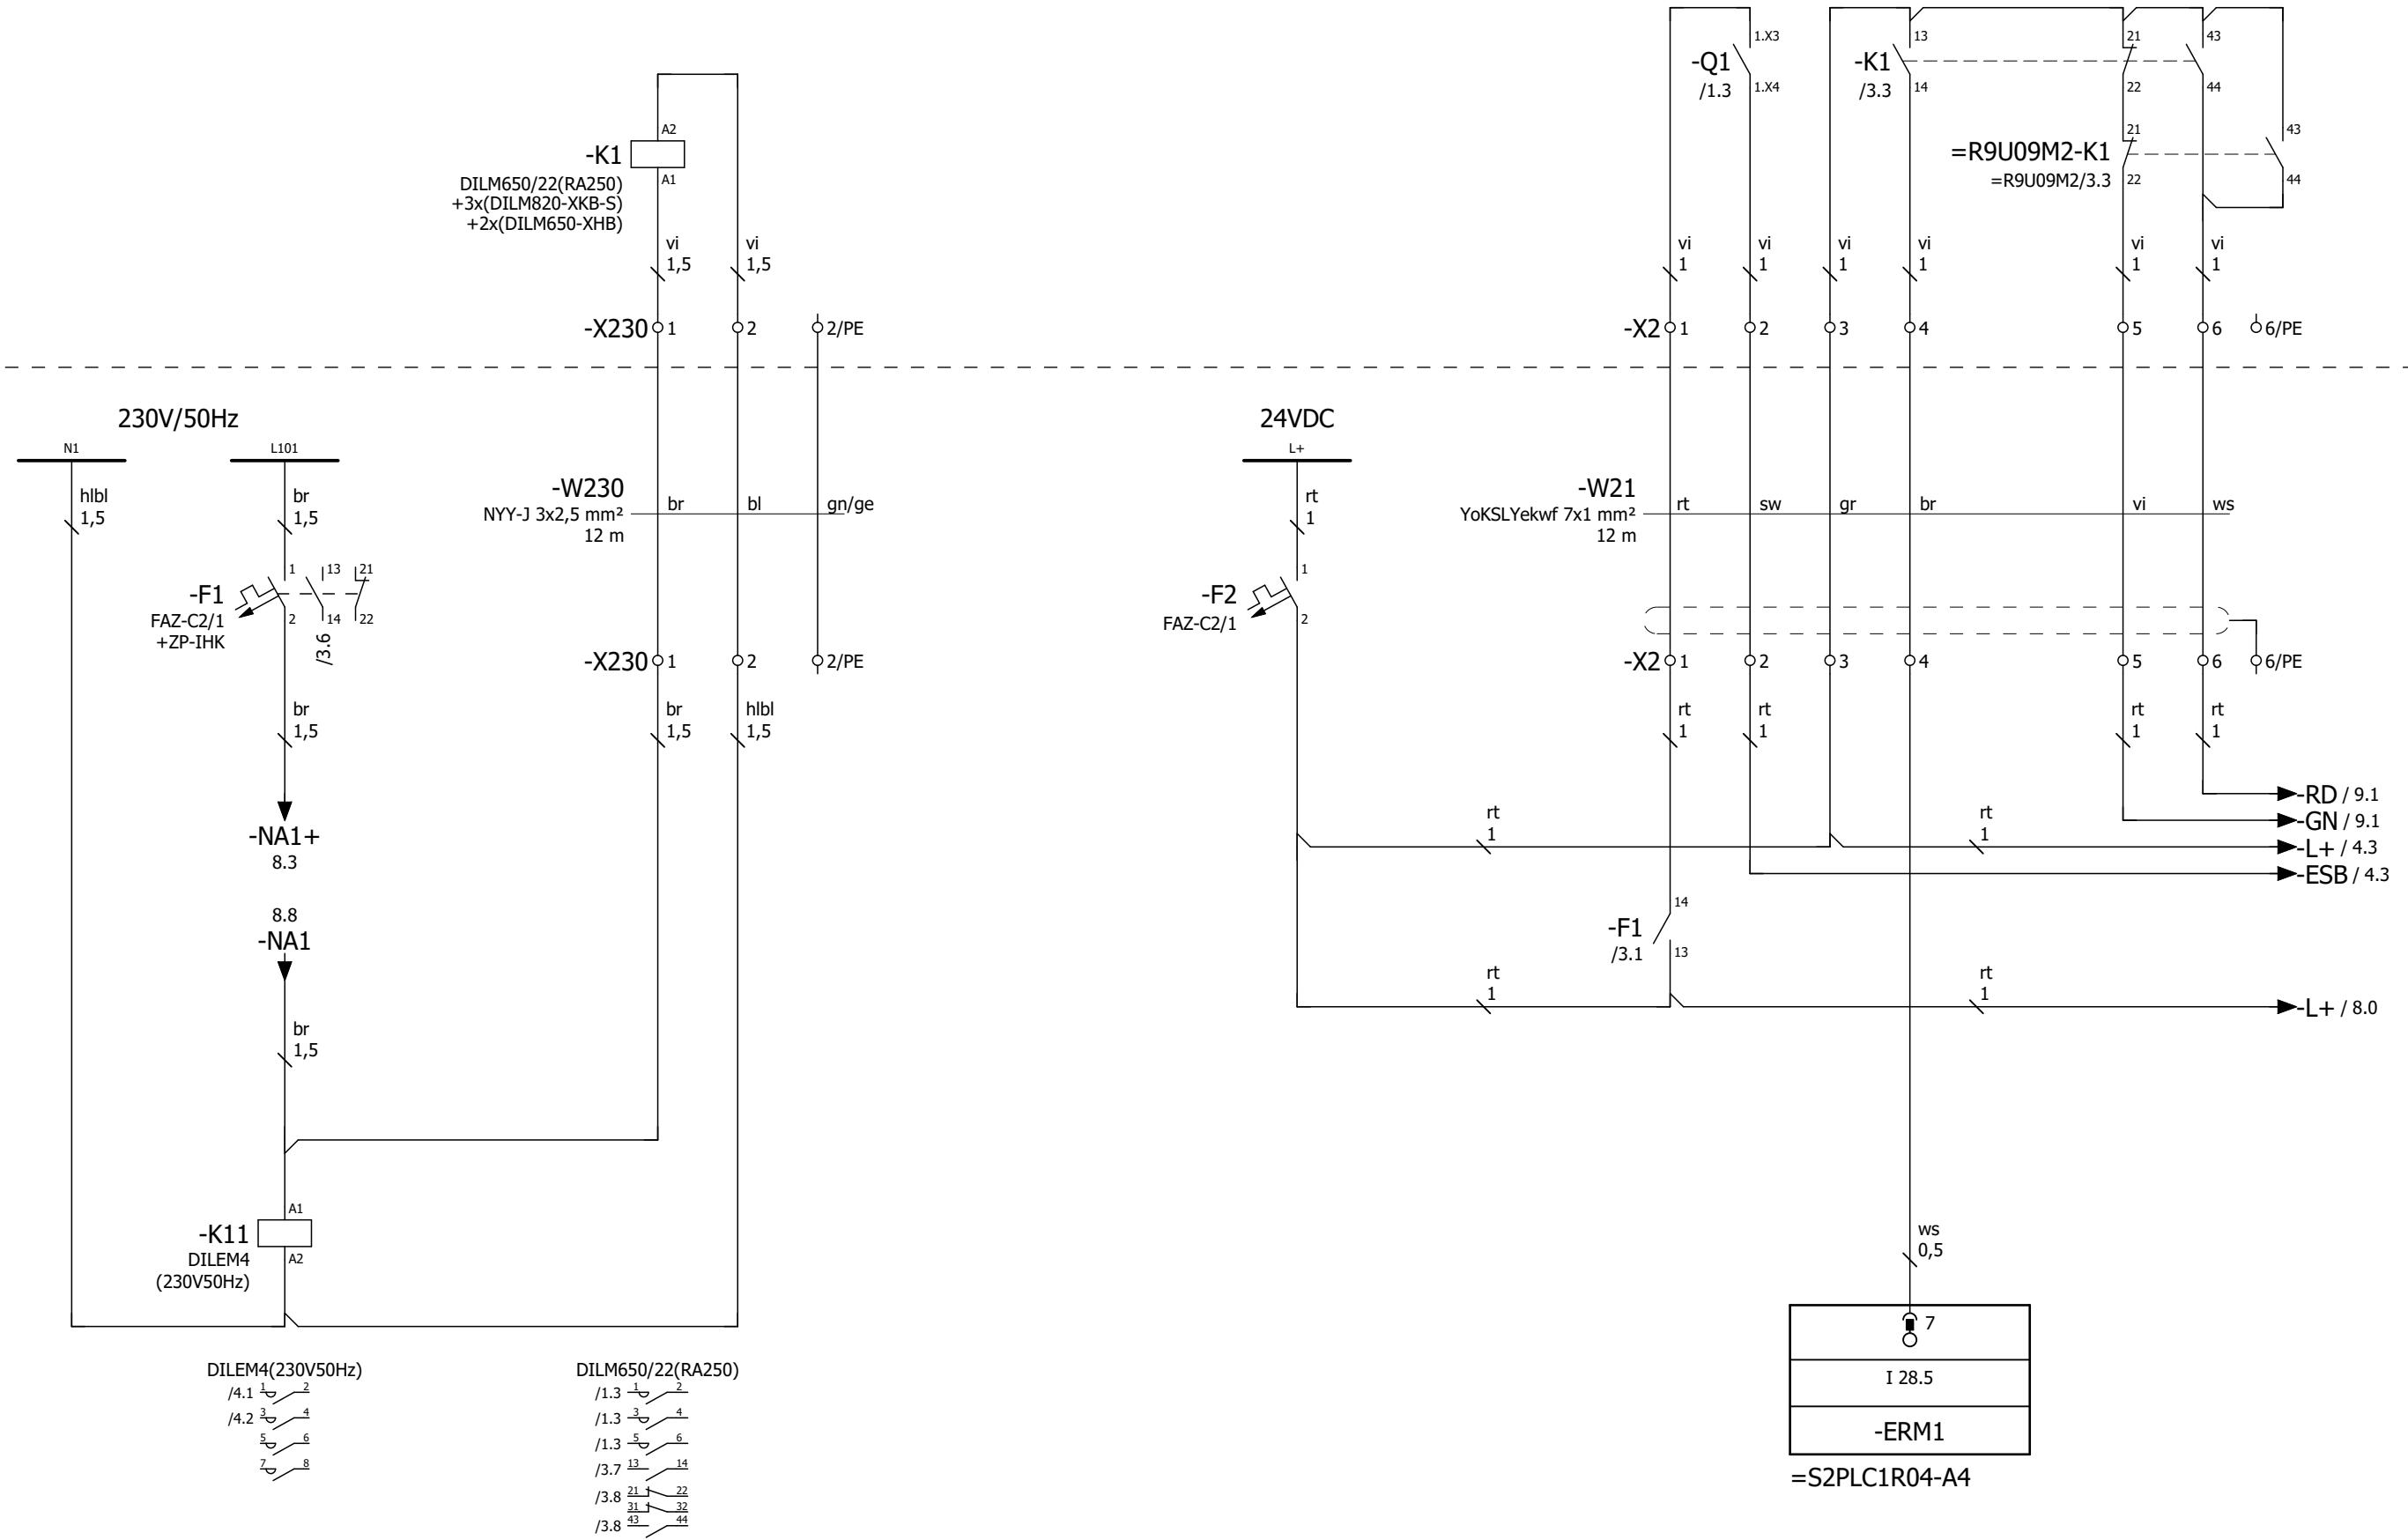 1.X3
-Q1
/1.3
1.X4
13
-K1
/3.3
14
21
22
43
44
21
=R9U09M2-K1
=R9U09M2/3.3
22
43
44
A2
-K1
A1
DILM650/22(RA250)
+3x(DILM820-XKB-S)
+2x(DILM650-XHB)
vi
1,5
vi
1,5
vi
1
vi
1
vi
1
vi
1
vi
1
vi
1
-X230 1 2 2/PE
-X2 1 2 3 4 5 6 6/PE
230V/50Hz
N1
L101
hlbl
1,5
br
1,5
-W230
NYY-J 3x2,5 mm²
12 m
br
bl
gn/ge
24VDC
L+
rt
1
-W21
YoKSLYekwf 7x1 mm²
12 m
rt
sw
gr
br
vi
ws
-F1
FAZ-C2/1
+ZP-IHK
1
2
13
14
/3.6
21
22
-F2
FAZ-C2/1
1
2
-X230 1 2 2/PE
-X2 1 2 3 4 5 6 6/PE
br
1,5
br
1,5
hlbl
1,5
rt
1
rt
1
rt
1
rt
1
-NA1+
8.3
8.8
-NA1
br
1,5
rt
1
rt
1
-RD / 9.1
-GN / 9.1
-L+ / 4.3
-ESB / 4.3
14
-F1
/3.1
13
rt
1
rt
1
-L+ / 8.0
A1
-K11
DILEM4
(230V50Hz)
A2
ws
0,5
7
I 28.5
-ERM1
=S2PLC1R04-A4
DILEM4(230V50Hz)
/4.1 1 2
/4.2 3 4
5 6
7 8
DILM650/22(RA250)
/1.3 1 2
/1.3 3 4
/1.3 5 6
/3.7 13 14
/3.8 21 22
31 32
/3.8 43 44